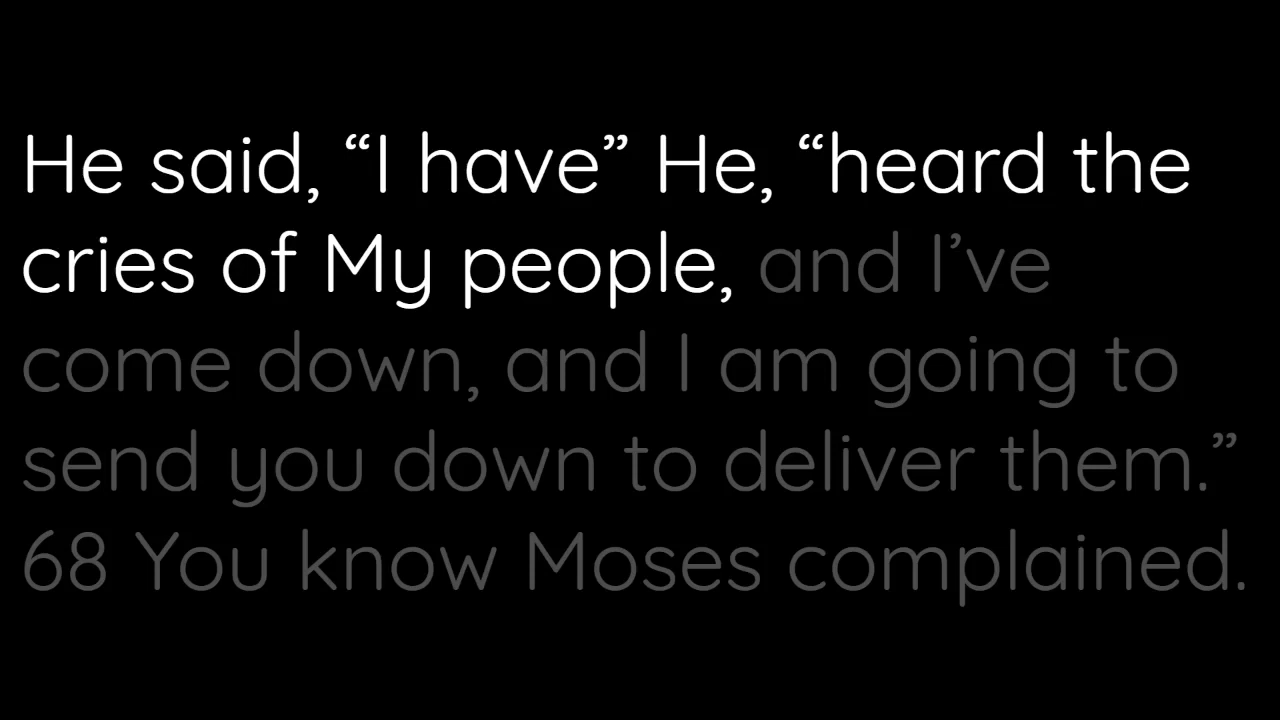 He said, “I have” He, “heard the
cries of My people, and I’ve
come down, and I am going to
send you down to deliver them.”
68 You know Moses complained.